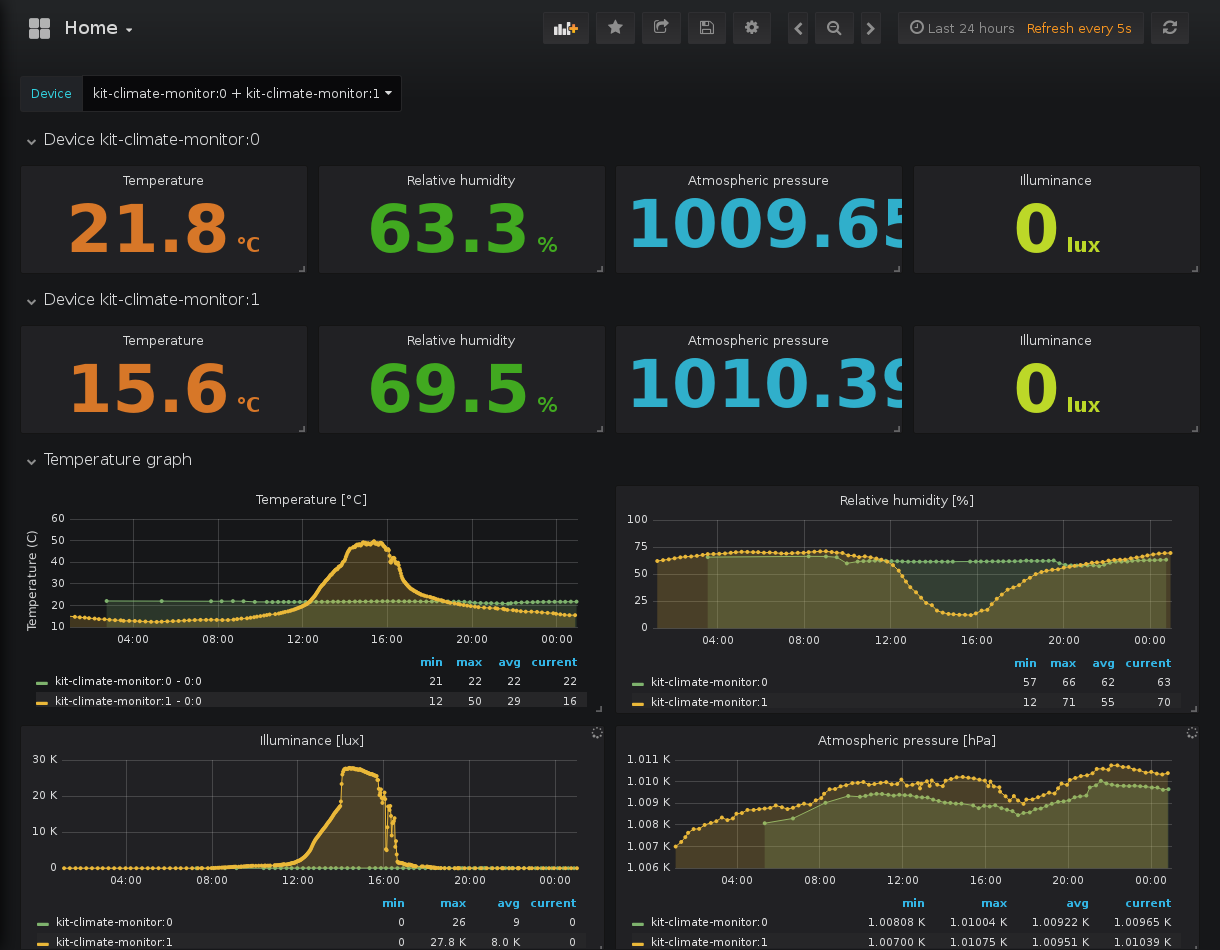 Home
Last 24 hours Refresh every 5s
Device kit-climate-monitor:0 + kit-climate-monitor:1
Device kit-climate-monitor:0
Temperature Relative humidity Atmospheric pressure Illuminance
21.8 °C 63.3 % 1009.65 0 lux
Device kit-climate-monitor:1
Temperature Relative humidity Atmospheric pressure Illuminance
15.6 °C 69.5 % 1010.39 0 lux
Temperature graph
Temperature [°C]
Temperature (C)
60
50
40
30
20
10
04:00 08:00 12:00 16:00 20:00 00:00
min max avg current
kit-climate-monitor:0 - 0:0 21 22 22 22
kit-climate-monitor:1 - 0:0 12 50 29 16
Relative humidity [%]
100
75
50
25
0
04:00 08:00 12:00 16:00 20:00 00:00
min max avg current
kit-climate-monitor:0 57 66 62 63
kit-climate-monitor:1 12 71 55 70
Illuminance [lux]
30 K
20 K
10 K
0
04:00 08:00 12:00 16:00 20:00 00:00
min max avg current
kit-climate-monitor:0 0 26 9 0
kit-climate-monitor:1 0 27.8 K 8.0 K 0
Atmospheric pressure [hPa]
1.011 K
1.010 K
1.009 K
1.008 K
1.007 K
1.006 K
04:00 08:00 12:00 16:00 20:00 00:00
min max avg current
kit-climate-monitor:0 1.00808 K 1.01004 K 1.00922 K 1.00965 K
kit-climate-monitor:1 1.00700 K 1.01075 K 1.00951 K 1.01039 K